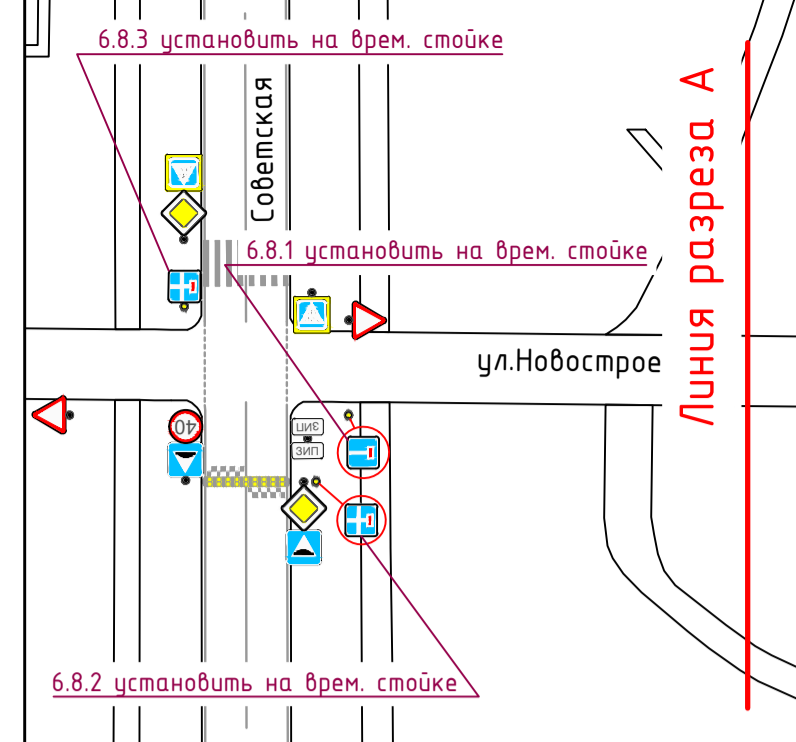 6.8.3 установить на врем. стойке
Советская
6.8.1 установить на врем. стойке
Линия разреза А
ул.Новострое
40
ЗИП
ЗИП
6.8.2 установить на врем. стойке